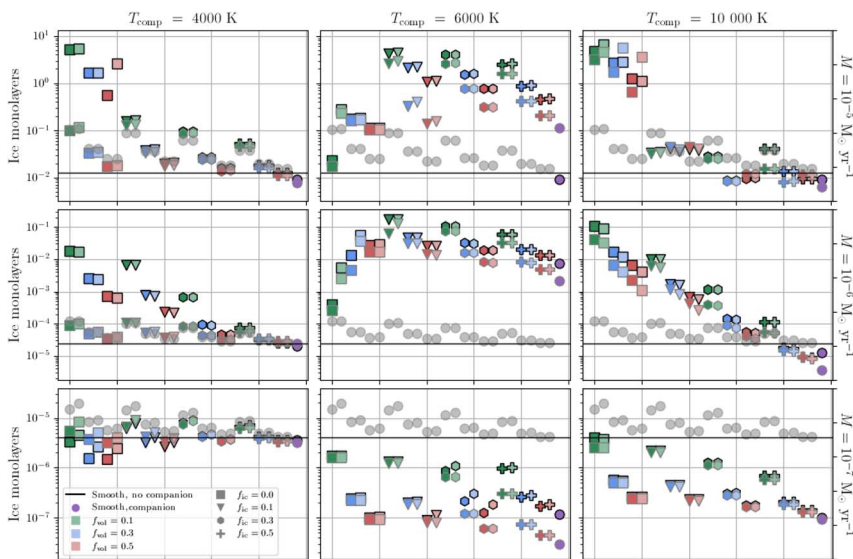 T_comp = 4000 K
T_comp = 6000 K
T_comp = 10 000 K
Ice monolayers
10^1
10^0
10^-1
10^-2
Ṁ = 10^-5 M⊙ yr^-1
Ice monolayers
10^-1
10^-2
10^-3
10^-4
10^-5
Ṁ = 10^-6 M⊙ yr^-1
Ice monolayers
10^-5
10^-6
10^-7
Ṁ = 10^-7 M⊙ yr^-1
Smooth, no companion
Smooth,companion
f_vol = 0.1
f_vol = 0.3
f_vol = 0.5
f_ic = 0.0
f_ic = 0.1
f_ic = 0.3
f_ic = 0.5